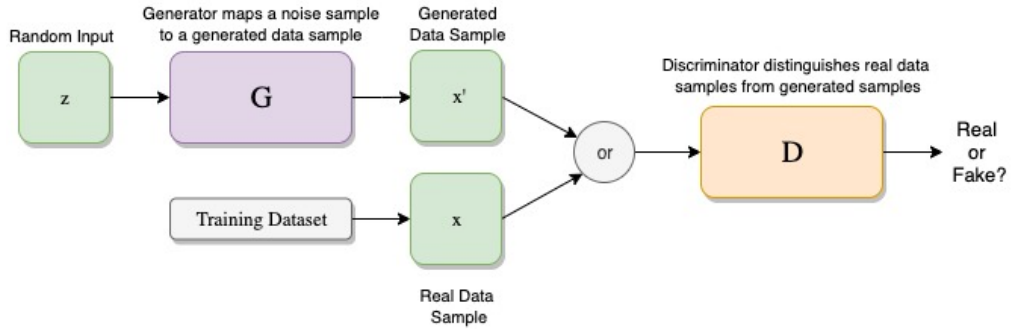 Random Input
z
Generator maps a noise sample
to a generated data sample
G
Generated
Data Sample
x'
Training Dataset
x
Real Data
Sample
or
Discriminator distinguishes real data
samples from generated samples
D
Real
or
Fake?